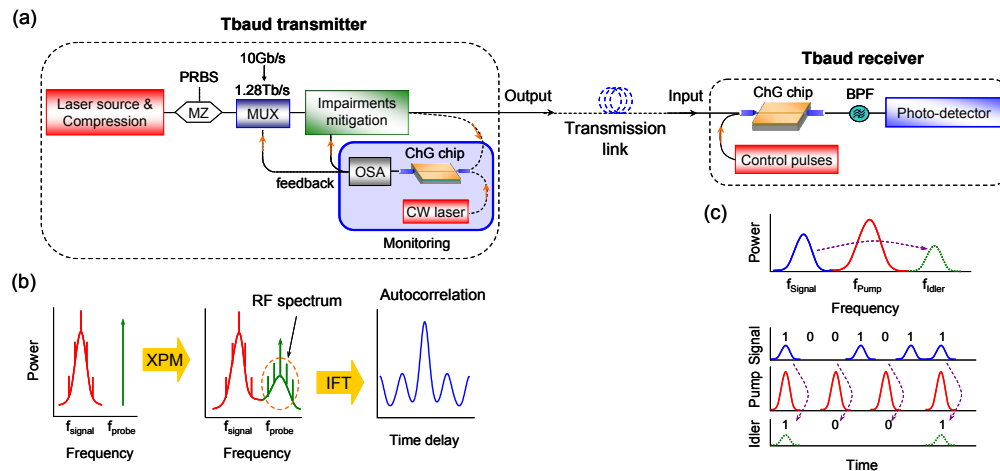 (a)
Tbaud transmitter
10Gb/s
PRBS
1.28Tb/s
Laser source &
Compression
MZ
MUX
Impairments
mitigation
Output
Transmission
link
Input
Tbaud receiver
ChG chip
BPF
Photo-detector
Control pulses
feedback
OSA
ChG chip
CW laser
Monitoring
(b)
Power
f_signal f_probe
Frequency
XPM
RF spectrum
f_signal f_probe
Frequency
IFT
Autocorrelation
Time delay
(c)
Power
f_Signal f_Pump f_Idler
Frequency
Signal
1 0 0 1 0 1 1
Pump
Idler
1 0 0 1
Time